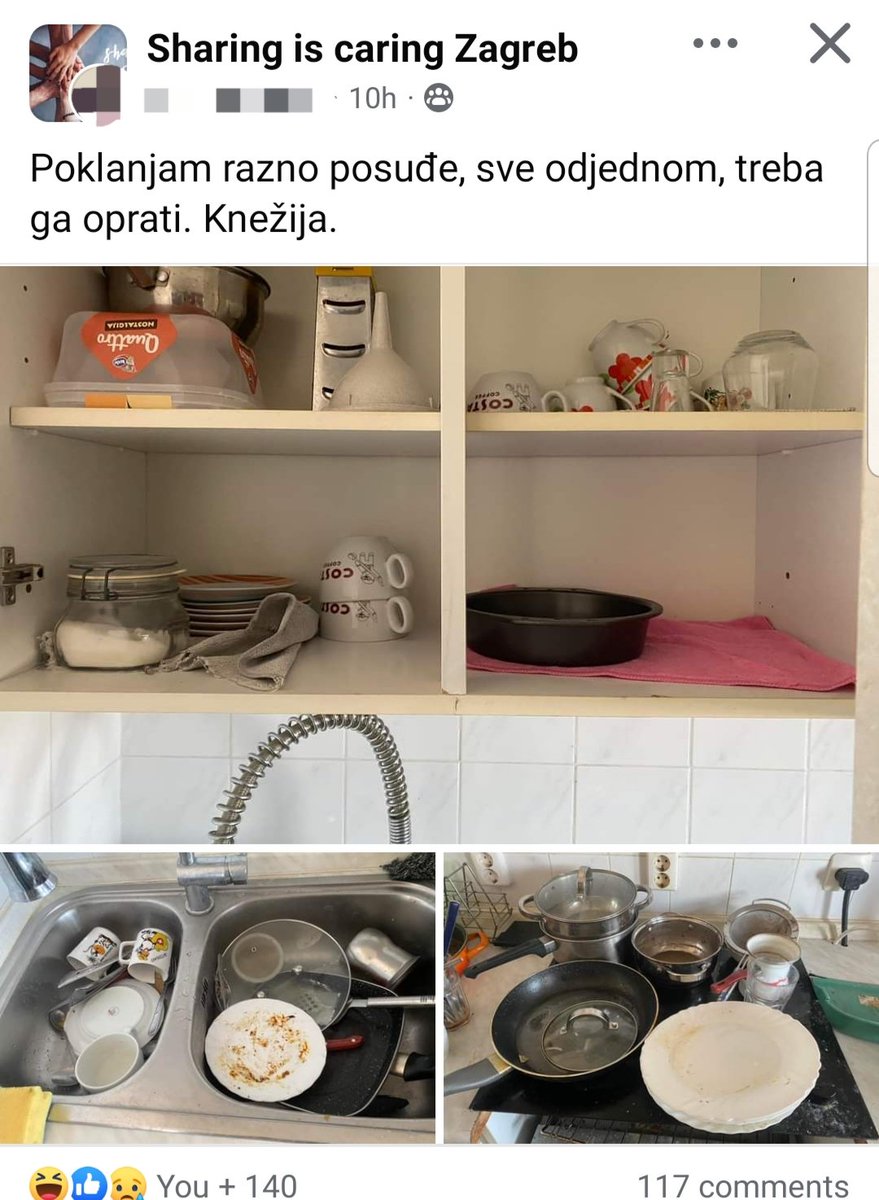 Sharing is caring Zagreb
· 10h ·
Poklanjam razno posuđe, sve odjednom, treba
ga oprati. Knežija.
NOSTALGIJA
Quattro
COSTA
COFFEE
COSTA
COSTA
You + 140
117 comments